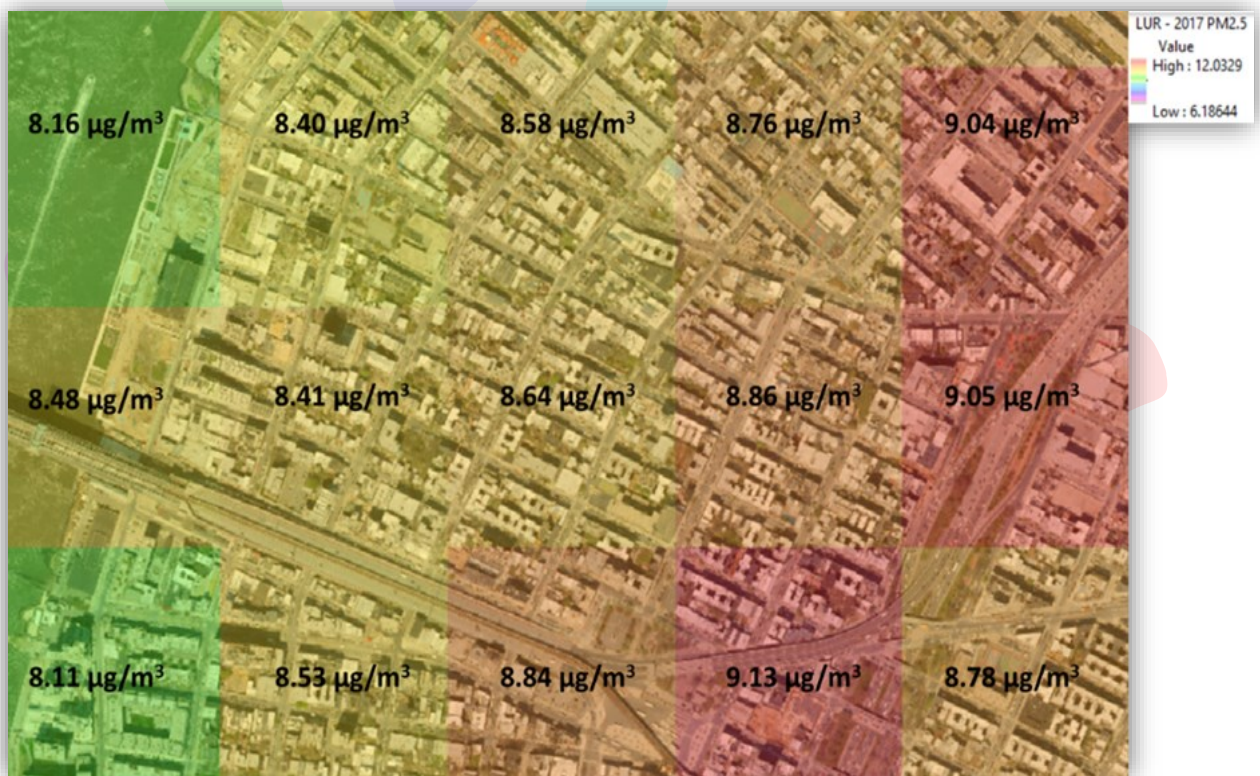 LUR - 2017 PM2.5
Value
High : 12.0329
Low : 6.18644
8.16 µg/m³
8.40 µg/m³
8.58 µg/m³
8.76 µg/m³
9.04 µg/m³
8.48 µg/m³
8.41 µg/m³
8.64 µg/m³
8.86 µg/m³
9.05 µg/m³
8.11 µg/m³
8.53 µg/m³
8.84 µg/m³
9.13 µg/m³
8.78 µg/m³